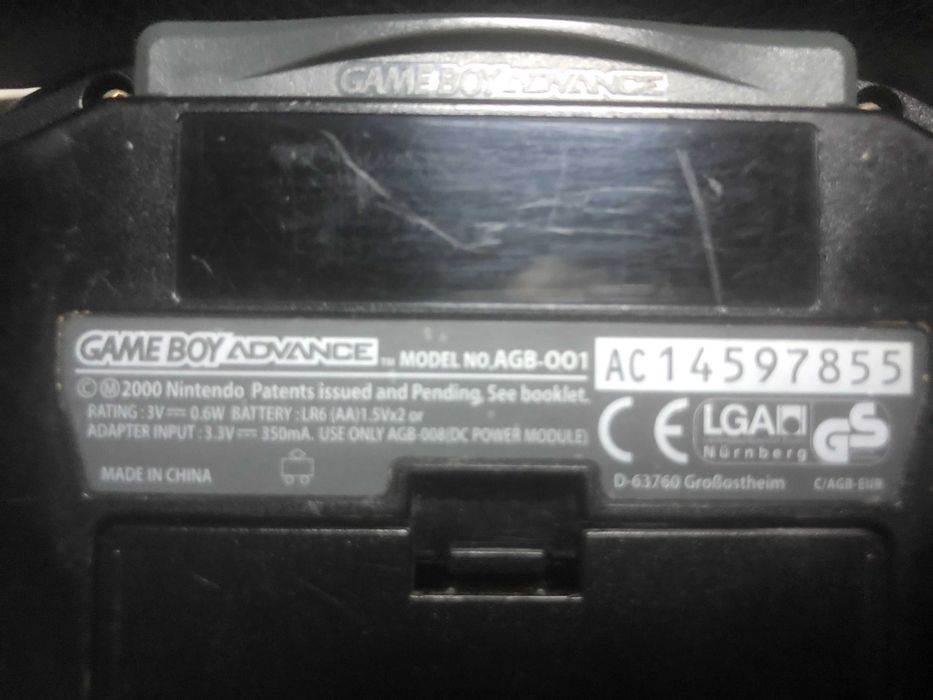 GAME BOY ADVANCE
GAME BOY ADVANCE TM MODEL NO.AGB-001
AC14597855
© Ⓜ 2000 Nintendo Patents issued and Pending. See booklet.
RATING : 3V⎓ 0.6W BATTERY : LR6 (AA)1.5Vx2 or
ADAPTER INPUT : 3.3V⎓ 350mA. USE ONLY AGB-008(DC POWER MODULE)
MADE IN CHINA
CE
LGA
Nürnberg
GS
D-63760 Großostheim
C/AGB-EUR